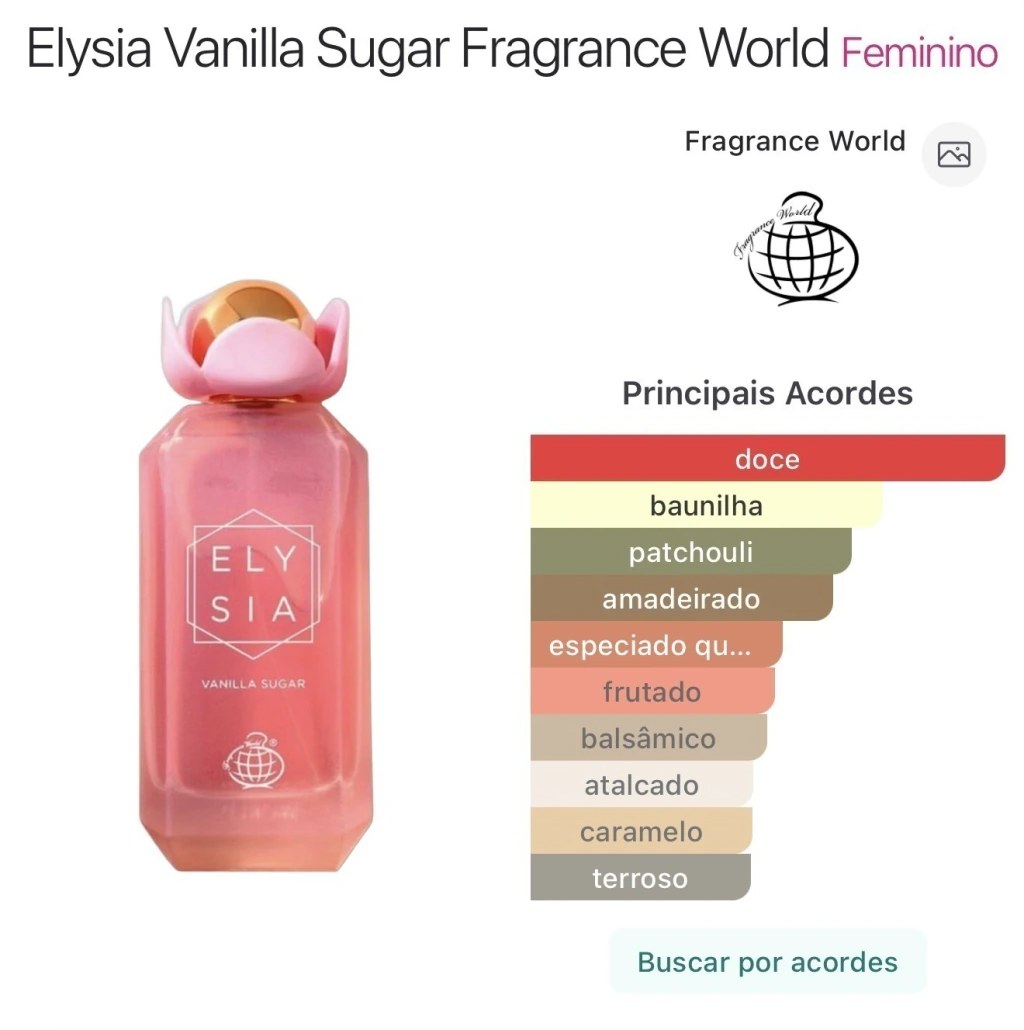 Elysia Vanilla Sugar Fragrance World Feminino
Fragrance World
Fragrance World
Principais Acordes
doce
baunilha
patchouli
amadeirado
especiado qu...
frutado
balsâmico
atalcado
caramelo
terroso
Buscar por acordes
ELY
SIA
VANILLA SUGAR
World